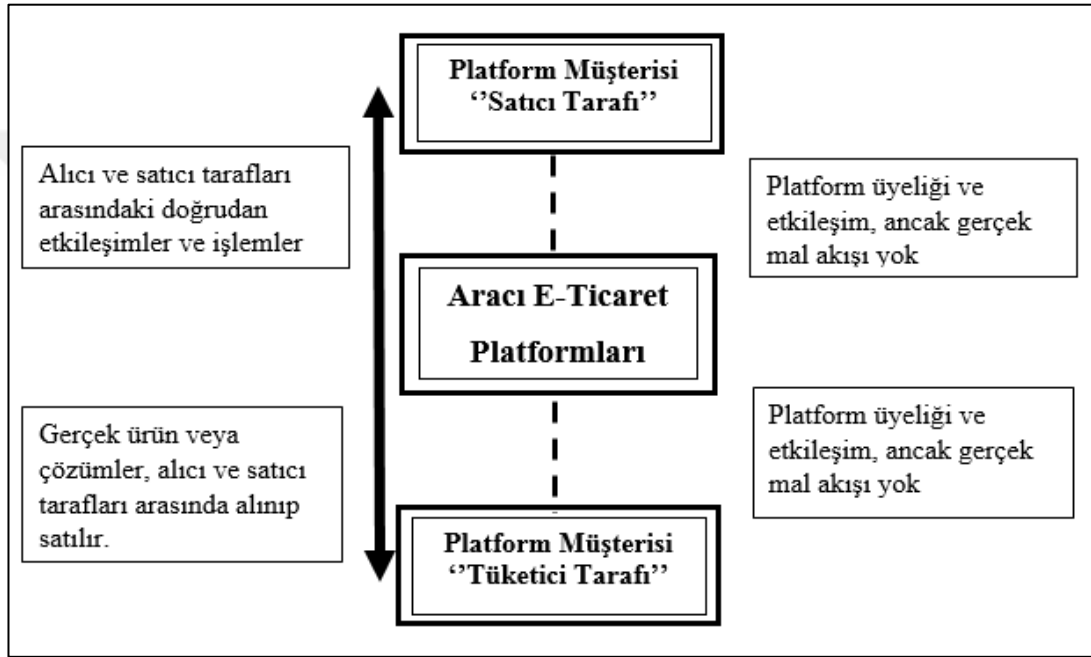 Platform Müşterisi
‘’Satıcı Tarafı’’
Alıcı ve satıcı tarafları
arasındaki doğrudan
etkileşimler ve işlemler
Platform üyeliği ve
etkileşim, ancak gerçek
mal akışı yok
Aracı E-Ticaret
Platformları
Gerçek ürün veya
çözümler, alıcı ve satıcı
tarafları arasında alınıp
satılır.
Platform üyeliği ve
etkileşim, ancak gerçek
mal akışı yok
Platform Müşterisi
‘’Tüketici Tarafı’’